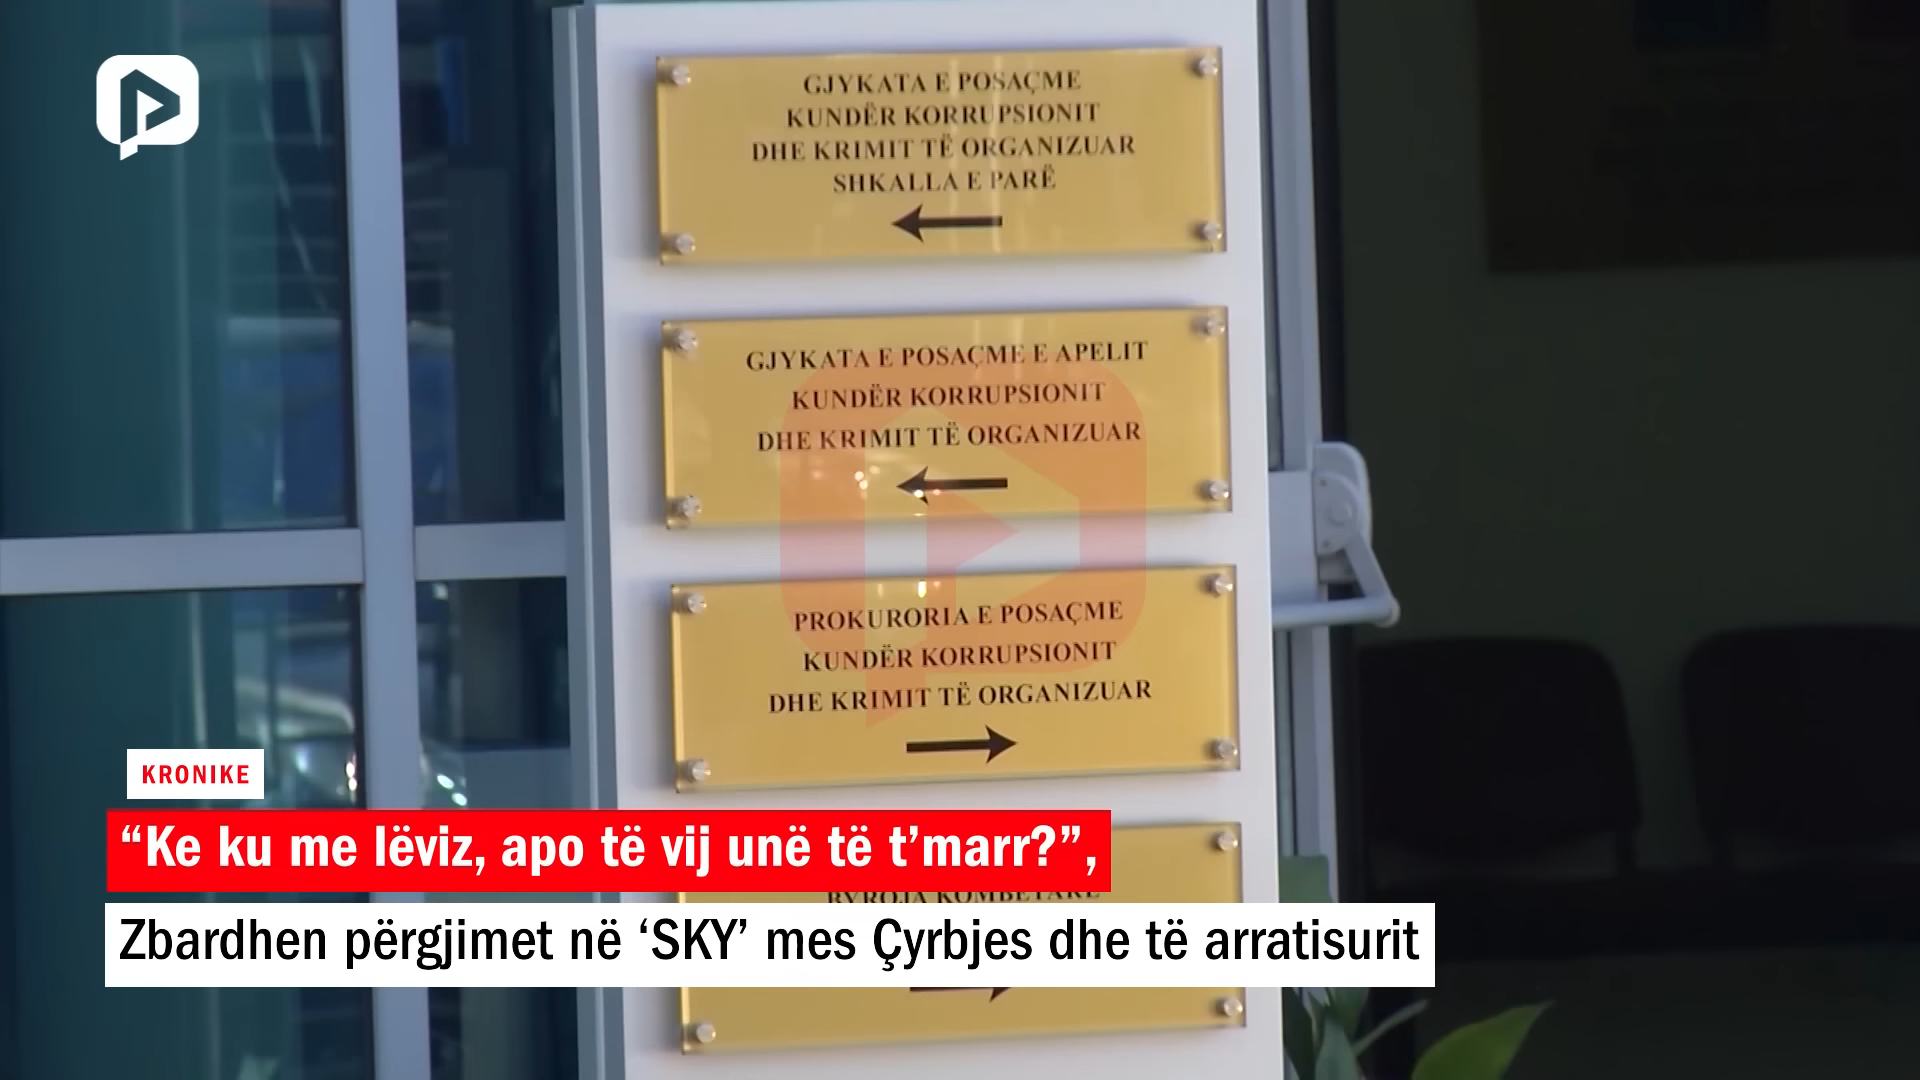 GJYKATA E POSAÇME
KUNDËR KORRUPSIONIT
DHE KRIMIT TË ORGANIZUAR
SHKALLA E PARË
GJYKATA E POSAÇME E APELIT
KUNDËR KORRUPSIONIT
DHE KRIMIT TË ORGANIZUAR
PROKURORIA E POSAÇME
KUNDËR KORRUPSIONIT
DHE KRIMIT TË ORGANIZUAR
BYROJA KOMBËTARE
KRONIKE
“Ke ku me lëviz, apo të vij unë të t’marr?”,
Zbardhen përgjimet në ‘SKY’ mes Çyrbjes dhe të arratisurit